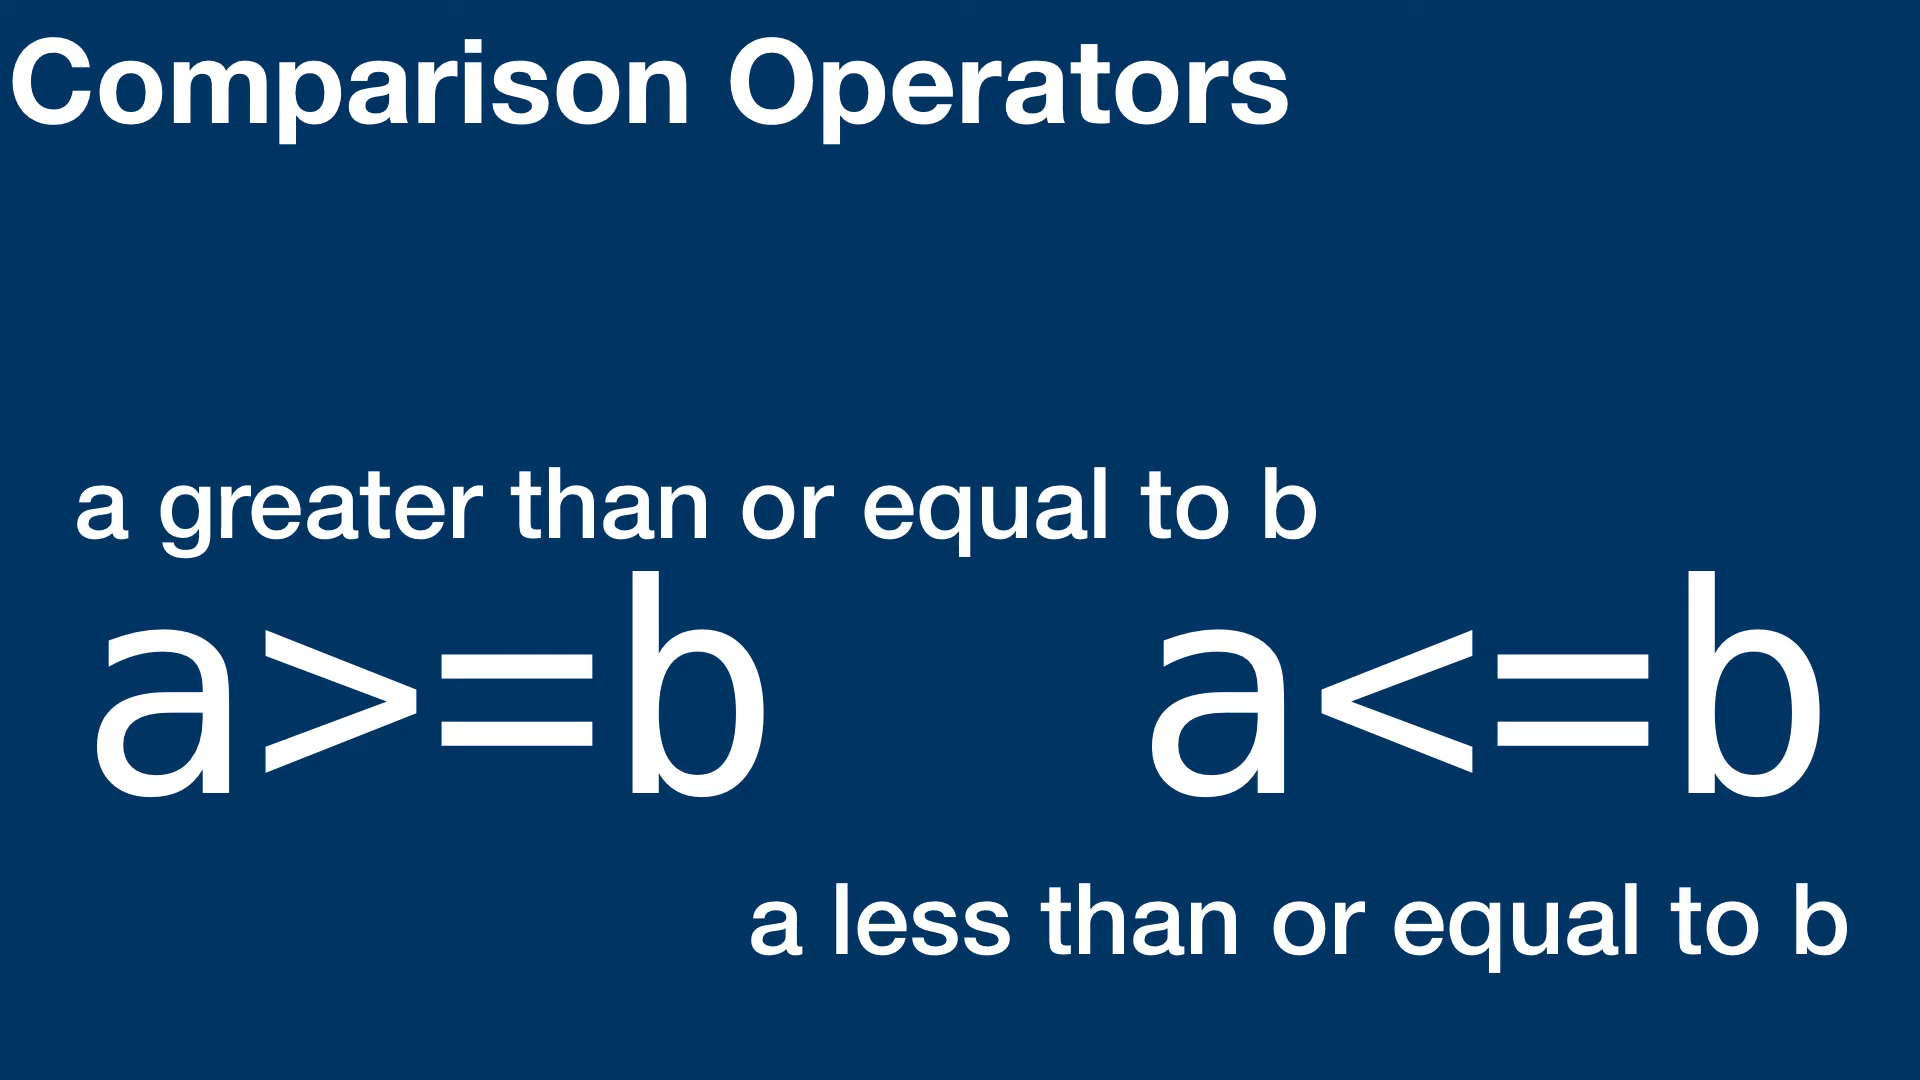 Comparison Operators
a greater than or equal to b
a>=b
a<=b
a less than or equal to b